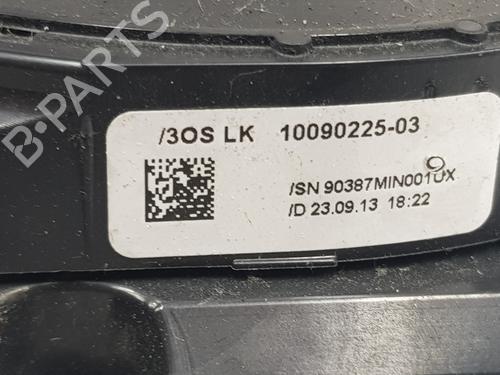 B-PARTS
/3OS LK 10090225-03
/SN 90387MIN001UX
/D 23.09.13 18:22
9